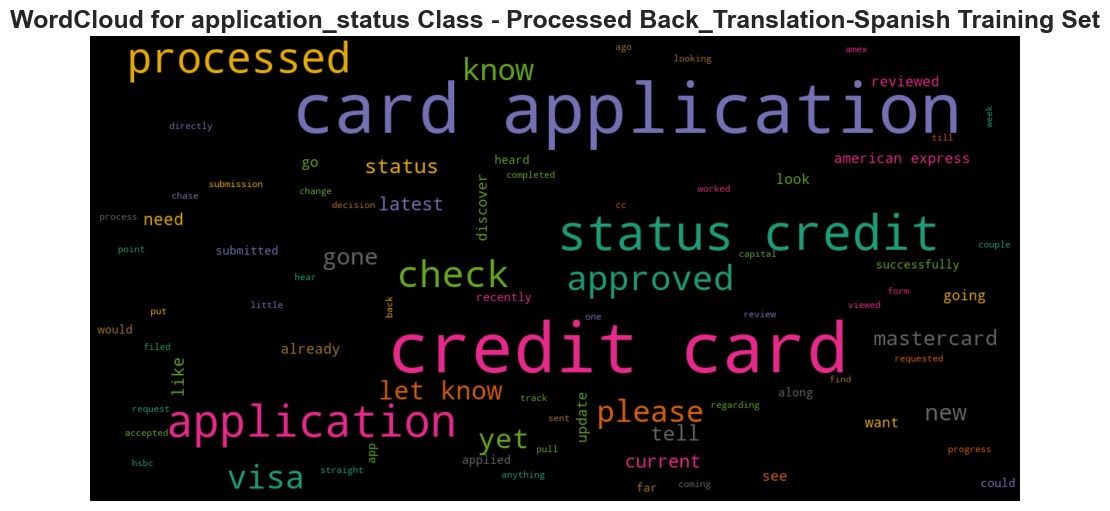 WordCloud for application_status Class - Processed Back_Translation-Spanish Training Set
processed
know
ago
looking
amex
reviewed
card application
week
directly
till
go
status
heard
completed
american express
submission
change
decision
chase
latest
discover
worked
look
cc
process
need
point
submitted
gone
status credit
couple
capital
hear
check
approved
successfully
recently
form
going
put
little
back
one
review
viewed
would
filed
already
credit card
mastercard
requested
like
let know
find
track
along
request
application
update
please
regarding
new
want
accepted
yet
sent
pull
tell
app
hsbc
visa
straight
applied
anything
current
far
coming
see
progress
could